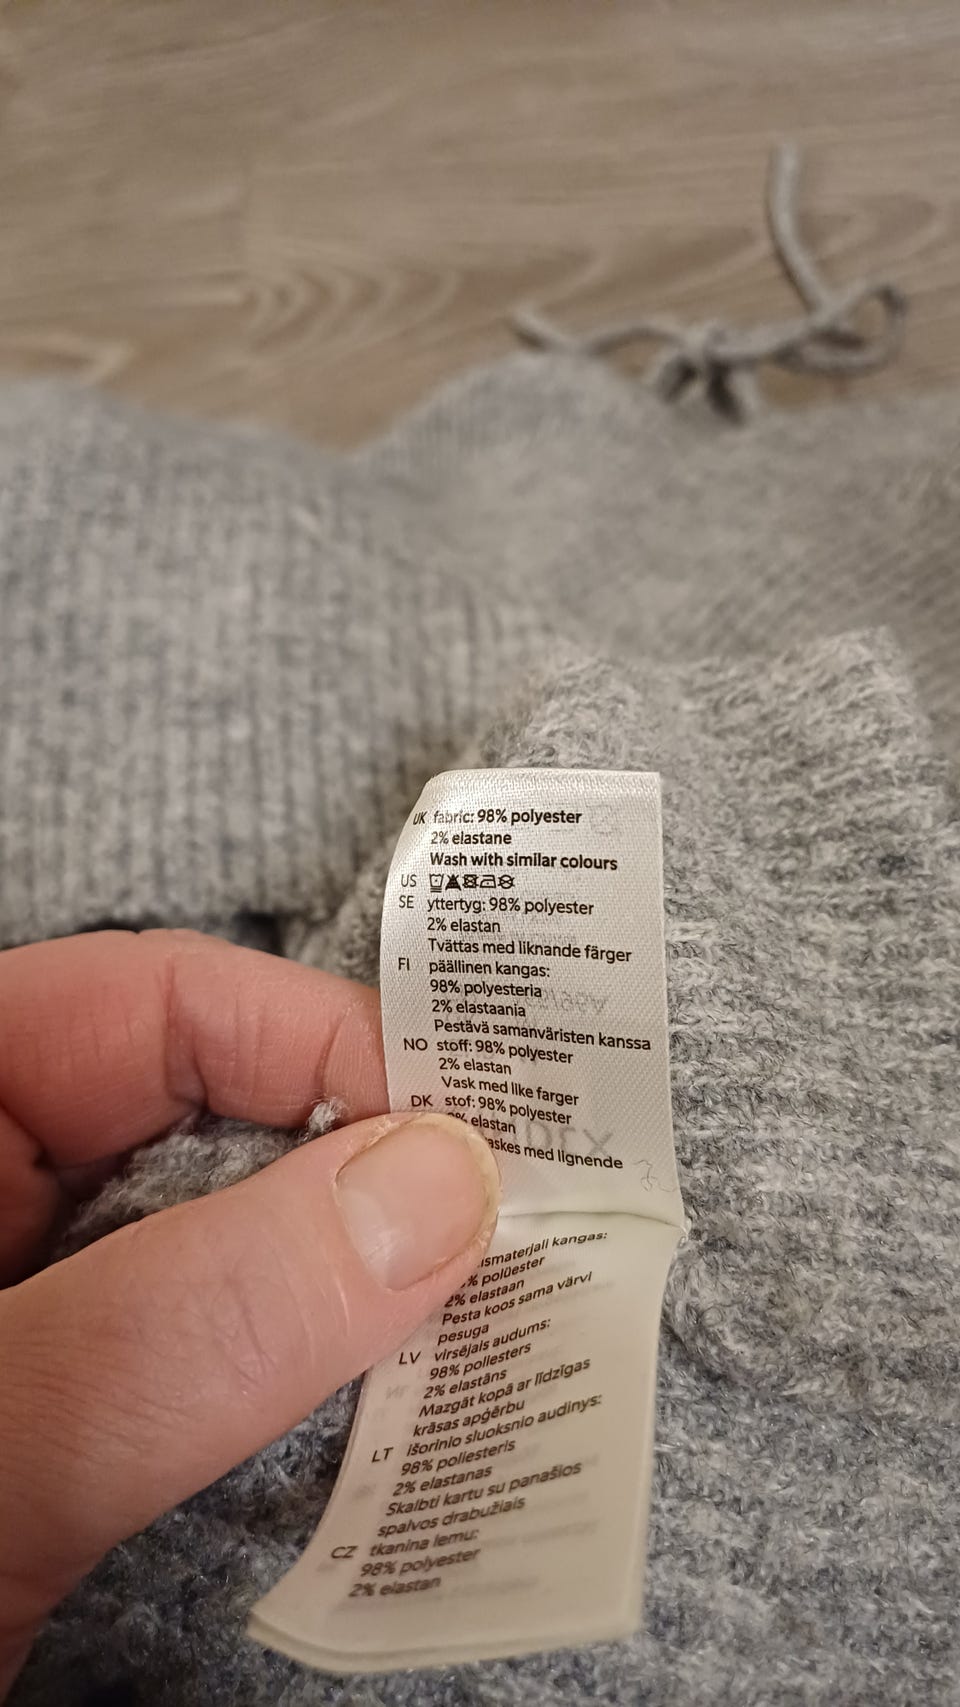 UK fabric: 98% polyester
2% elastane
Wash with similar colours
US
SE yttertyg: 98% polyester
2% elastan
Tvättas med liknande färger
FI päällinen kangas:
98% polyesteria
2% elastaania
Pestävä samanväristen kanssa
NO stoff: 98% polyester
2% elastan
Vask med like farger
DK stof: 98% polyester
elastan
med lignende
kangas:
% polüester
2% elastaan
Pesta koos sama värvi
pesuga
LV virsējais audums:
98% poliesters
2% elastāns
Mazgāt kopā ar līdzīgas
krāsas apģērbu
LT Išorinio sluoksnio audinys:
98% poliesteris
2% elastanas
Skalbti kartu su panašios
spalvos drabužiais
CZ tkanina lemu:
98% polyester
2% elastan